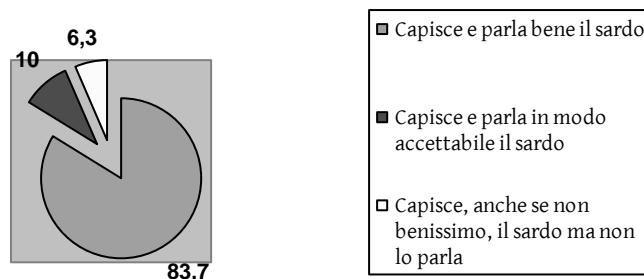 6,3
10
83,7
Capisce e parla bene il sardo
Capisce e parla in modo
accettabile il sardo
Capisce, anche se non
benissimo, il sardo ma non
lo parla